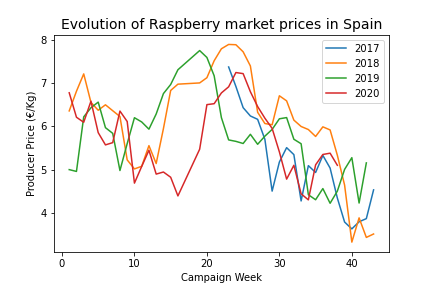 Evolution of Raspberry market prices in Spain
8
7
6
5
4
Producer Price (€/Kg)
2017
2018
2019
2020
0 10 20 30 40
Campaign Week